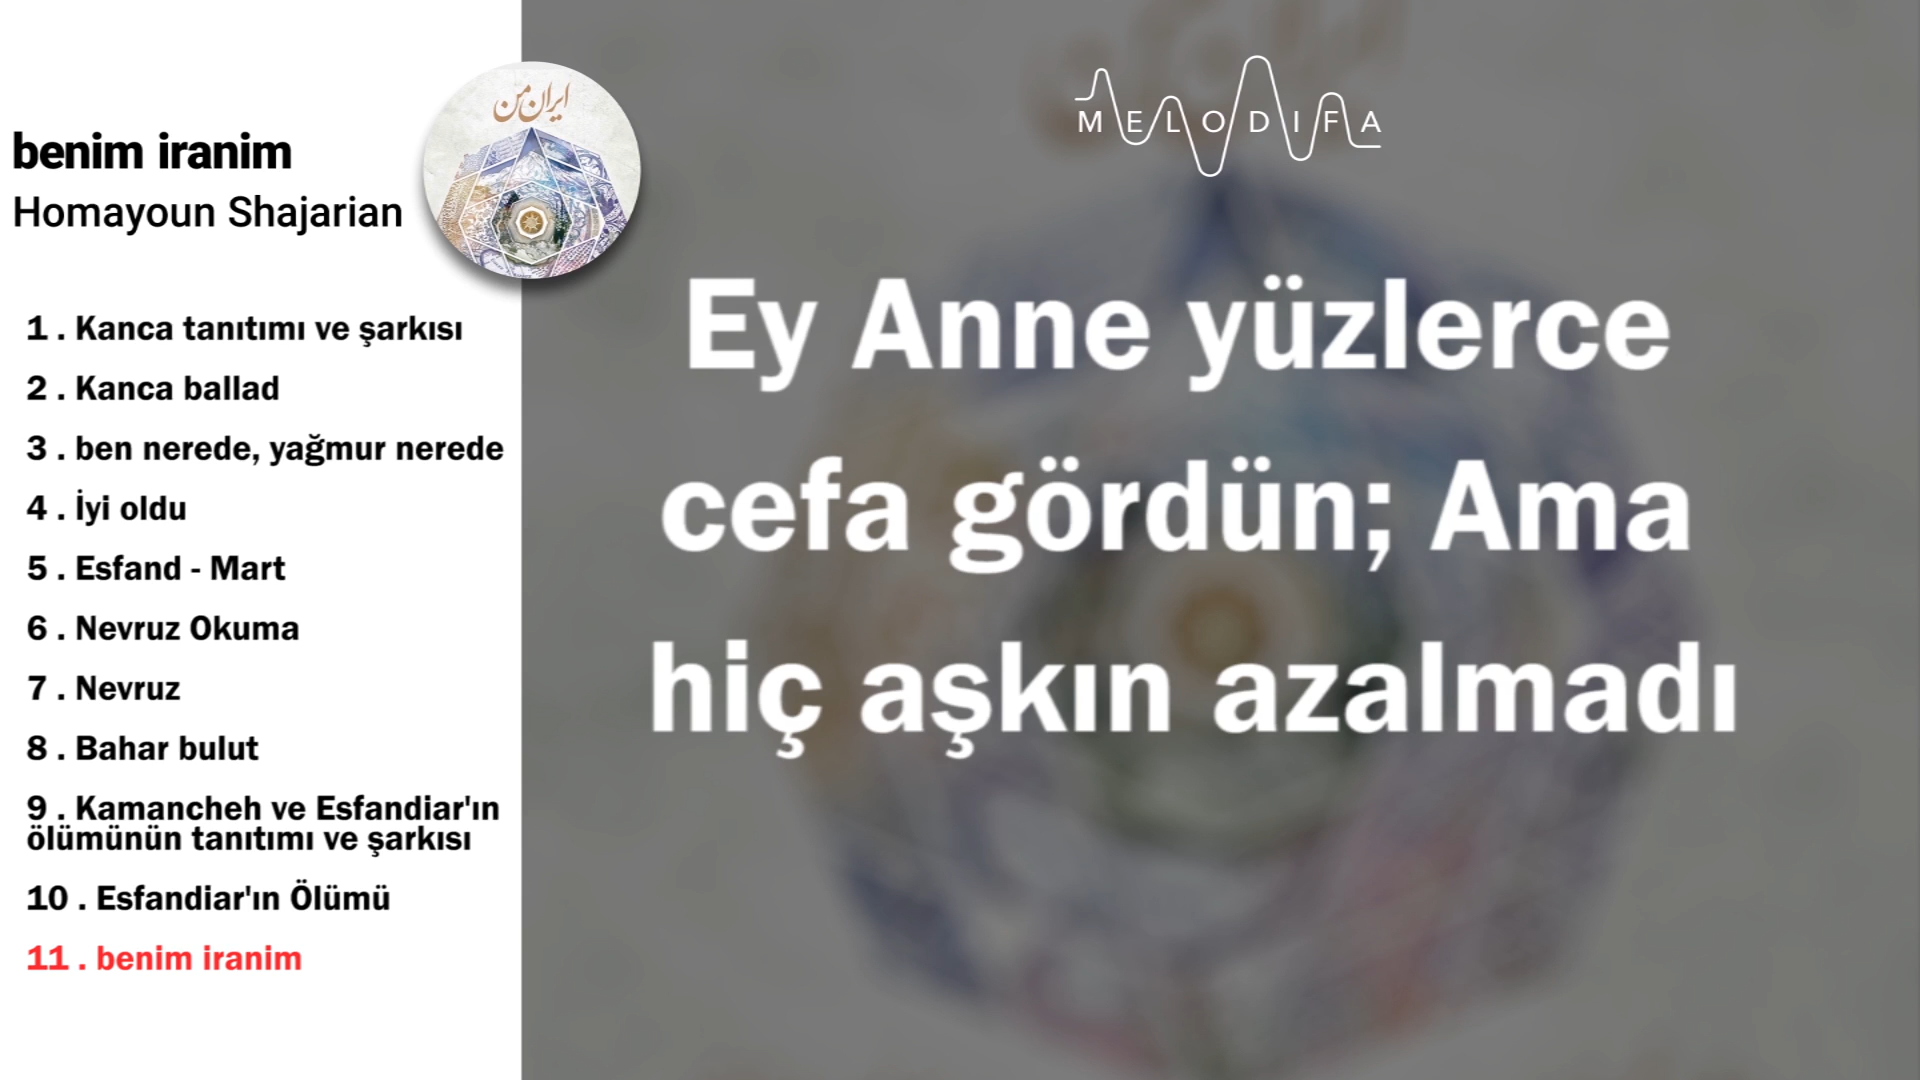 benim iranim
Homayoun Shajarian
1 . Kanca tanıtımı ve şarkısı
2 . Kanca ballad
3 . ben nerede, yağmur nerede
4 . İyi oldu
5 . Esfand - Mart
6 . Nevruz Okuma
7 . Nevruz
8 . Bahar bulut
9 . Kamancheh ve Esfandiar'ın
ölümünün tanıtımı ve şarkısı
10 . Esfandiar'ın Ölümü
11 . benim iranim
ایران من
MELODIFA
Ey Anne yüzlerce
cefa gördün; Ama
hiç aşkın azalmadı